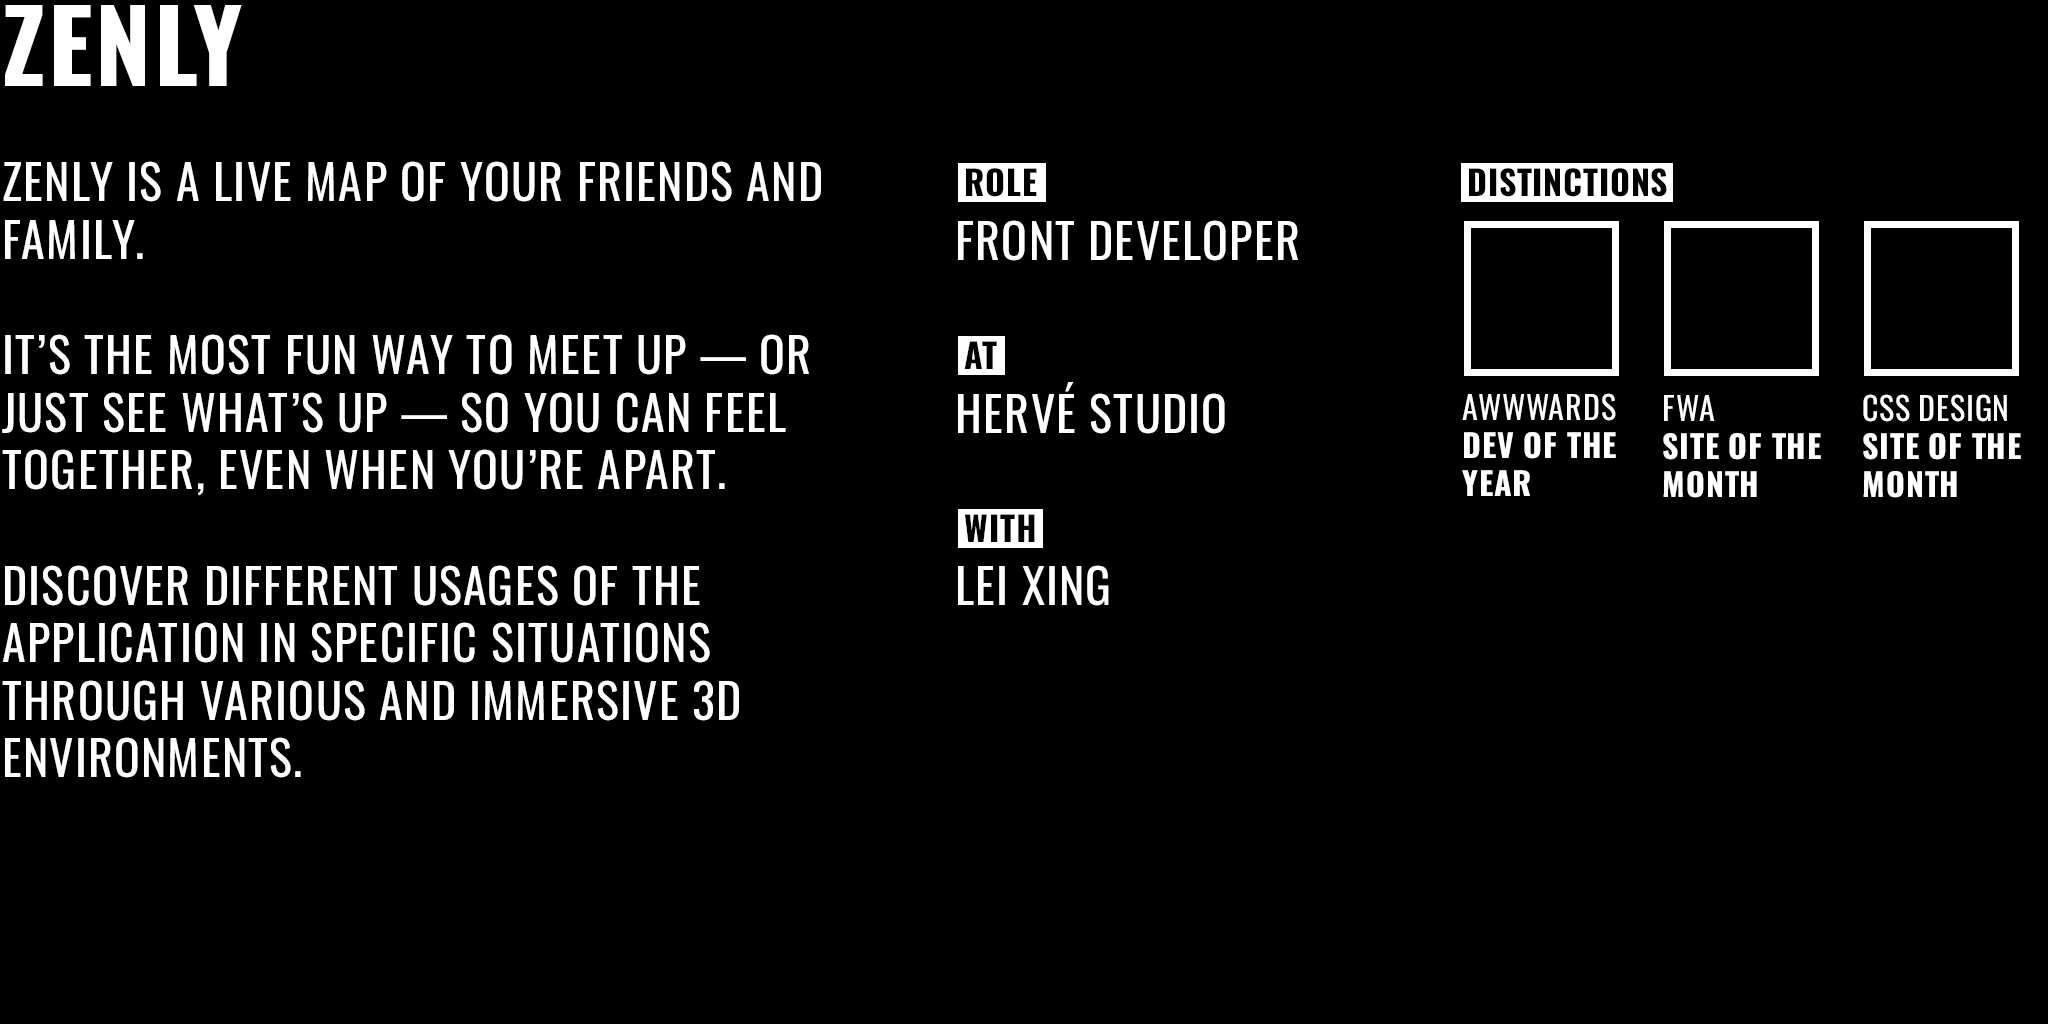 ZENLY
ZENLY IS A LIVE MAP OF YOUR FRIENDS AND
FAMILY.
IT’S THE MOST FUN WAY TO MEET UP — OR
JUST SEE WHAT’S UP — SO YOU CAN FEEL
TOGETHER, EVEN WHEN YOU’RE APART.
DISCOVER DIFFERENT USAGES OF THE
APPLICATION IN SPECIFIC SITUATIONS
THROUGH VARIOUS AND IMMERSIVE 3D
ENVIRONMENTS.
ROLE
FRONT DEVELOPER
AT
HERVÉ STUDIO
WITH
LEI XING
DISTINCTIONS
AWWWARDS
DEV OF THE
YEAR
FWA
SITE OF THE
MONTH
CSS DESIGN
SITE OF THE
MONTH